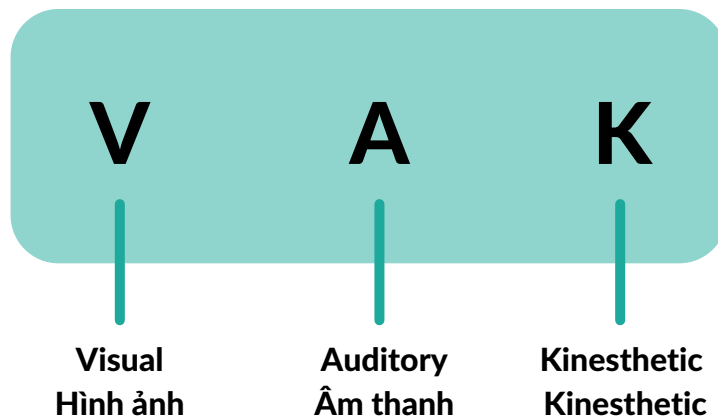 V A K
Visual Auditory Kinesthetic
Hình ảnh Âm thanh Kinesthetic